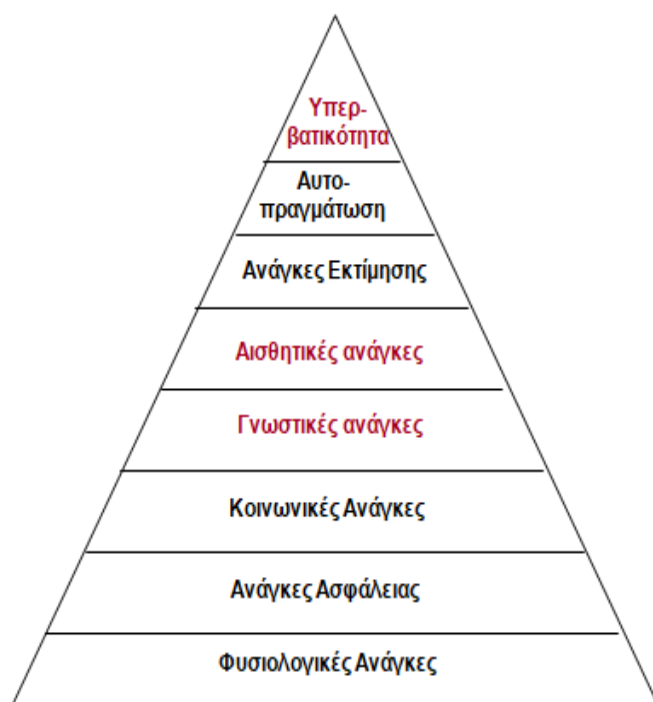 Υπερ-
βατικότητα
Αυτο-
πραγμάτωση
Ανάγκες Εκτίμησης
Αισθητικές ανάγκες
Γνωστικές ανάγκες
Κοινωνικές Ανάγκες
Ανάγκες Ασφάλειας
Φυσιολογικές Ανάγκες